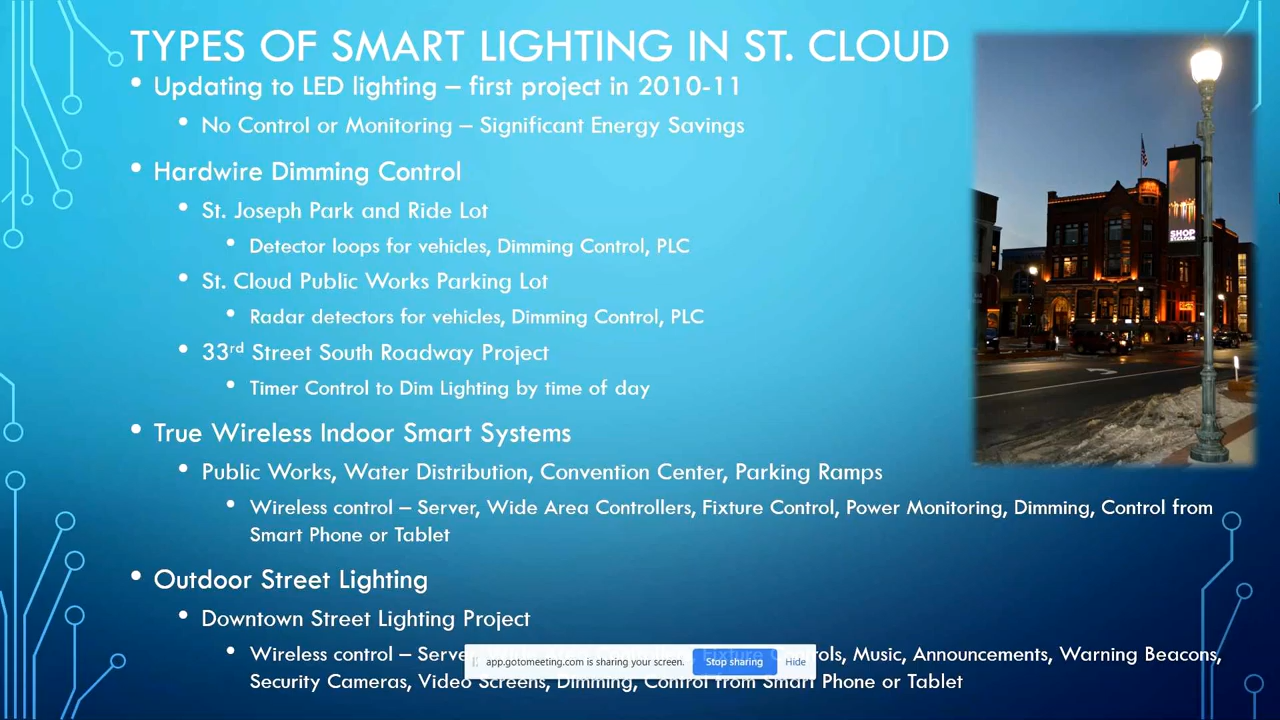 TYPES OF SMART LIGHTING IN ST. CLOUD
• Updating to LED lighting – first project in 2010-11
• No Control or Monitoring – Significant Energy Savings
• Hardwire Dimming Control
• St. Joseph Park and Ride Lot
• Detector loops for vehicles, Dimming Control, PLC
• St. Cloud Public Works Parking Lot
• Radar detectors for vehicles, Dimming Control, PLC
• 33rd Street South Roadway Project
• Timer Control to Dim Lighting by time of day
• True Wireless Indoor Smart Systems
• Public Works, Water Distribution, Convention Center, Parking Ramps
• Wireless control – Server, Wide Area Controllers, Fixture Control, Power Monitoring, Dimming, Control from
Smart Phone or Tablet
• Outdoor Street Lighting
• Downtown Street Lighting Project
• Wireless control – Serve Fixture Controls, Music, Announcements, Warning Beacons,
Security Cameras, Video Screens, Dimming, Control from Smart Phone or Tablet
app.gotomeeting.com is sharing your screen. Stop sharing Hide
SHOP
ST.CLOUD